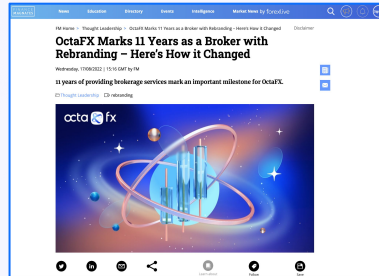 News Education Directory Events Intelligence Market News by forexlive
FM Home > Thought Leadership > OctaFX Marks 11 Years as a Broker with Rebranding – Here's How it Changed Disclaimer
OctaFX Marks 11 Years as a Broker with
Rebranding – Here's How it Changed
Wednesday, 17/08/2022 | 15:16 GMT by FM
11 years of providing brokerage services mark an important milestone for OctaFX.
Thought Leadership rebranding
octa fx
Follow
Save